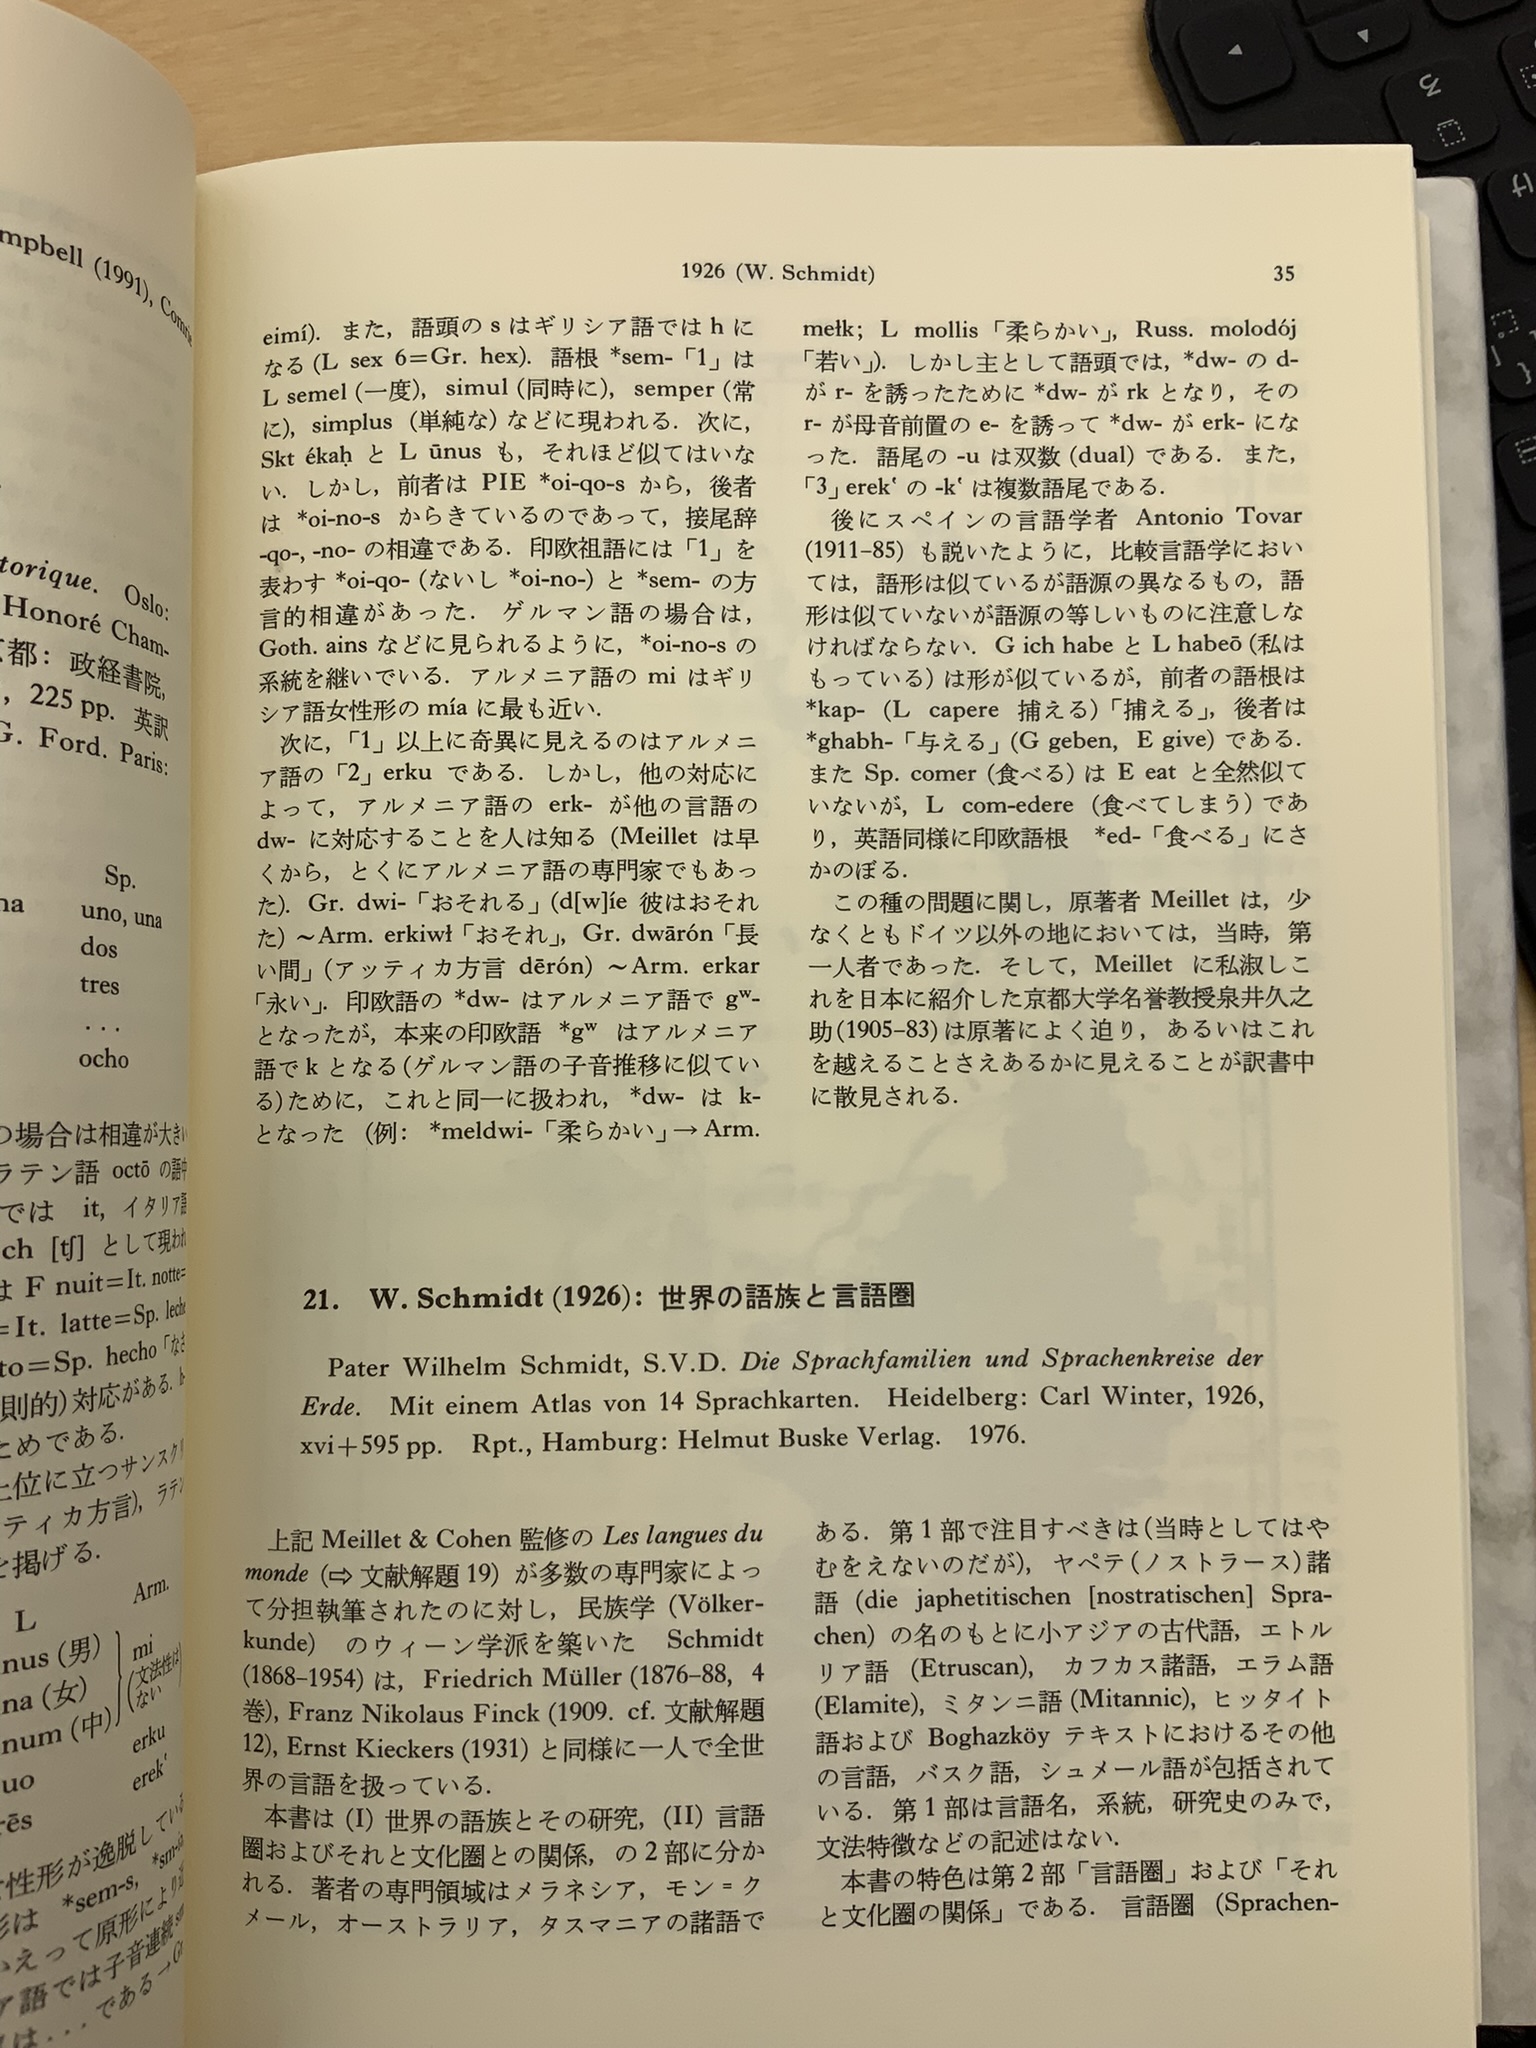 mpbell (1991),
torique. Oslo:
Honoré Cham-
京都：政経書院,
, 225 pp. 英訳
G. Ford. Paris:
Sp.
na uno, una
dos
tres
...
ocho
の場合は相違が大き
ラテン語 octō の語中
では it, イタリア語
ch [tʃ] として現われ
は F nuit=It. notte=
=It. latte=Sp. leche
to=Sp. hecho「なさ
則的) 対応がある.
ためである.
上位に立つサンスクリ
ティカ方言), ラテン
を掲げる.
Arm.
L
nus (男) mi
na (女) (文法性は
num (中) ない
uo erku
rēs erekʻ
性形が逸脱している
形は *sem-s, *sm-
かえって原形により
ア語では子音連続
は...である→
1926 (W. Schmidt) 35
eimí). また, 語頭の s はギリシア語では h に
なる (L sex 6=Gr. hex). 語根 *sem-「1」は
L semel (一度), simul (同時に), semper (常
に), simplus (単純な) などに現われる. 次に,
Skt ékaḥ と L ūnus も, それほど似てはいな
い. しかし, 前者は PIE *oi-qo-s から, 後者
は *oi-no-s からきているのであって, 接尾辞
-qo-, -no- の相違である. 印欧祖語には「1」を
表わす *oi-qo- (ないし *oi-no-) と *sem- の方
言的相違があった. ゲルマン語の場合は,
Goth. ains などに見られるように, *oi-no-s の
系統を継いでいる. アルメニア語の mi はギリ
シア語女性形の mía に最も近い.
次に,「1」以上に奇異に見えるのはアルメニ
ア語の「2」erku である. しかし, 他の対応に
よって, アルメニア語の erk- が他の言語の
dw- に対応することを人は知る (Meillet は早
くから, とくにアルメニア語の専門家でもあっ
た). Gr. dwi-「おそれる」(d[w]íe 彼はおそれ
た) ~Arm. erkiwł「おそれ」, Gr. dwārón「長
い間」(アッティカ方言 dērón) ~Arm. erkar
「永い」. 印欧語の *dw- はアルメニア語で gʷ-
となったが, 本来の印欧語 *gʷ はアルメニア
語で k となる (ゲルマン語の子音推移に似てい
る) ために, これと同一に扱われ, *dw- は k-
となった (例: *meldwi-「柔らかい」→ Arm.
mełk; L mollis「柔らかい」, Russ. molodój
「若い」). しかし主として語頭では, *dw- の d-
が r- を誘ったために *dw- が rk となり, その
r- が母音前置の e- を誘って *dw- が erk- にな
った. 語尾の -u は双数 (dual) である. また,
「3」erekʻ の -kʻ は複数語尾である.
後にスペインの言語学者 Antonio Tovar
(1911–85) も説いたように, 比較言語学におい
ては, 語形は似ているが語源の異なるもの, 語
形は似ていないが語源の等しいものに注意しな
ければならない. G ich habe と L habeō (私は
もっている) は形が似ているが, 前者の語根は
*kap- (L capere 捕える)「捕える」, 後者は
*ghabh-「与える」(G geben, E give) である.
また Sp. comer (食べる) は E eat と全然似て
いないが, L com-edere (食べてしまう) であ
り, 英語同様に印欧語根 *ed-「食べる」にさ
かのぼる.
この種の問題に関し, 原著者 Meillet は, 少
なくともドイツ以外の地においては, 当時, 第
一人者であった. そして, Meillet に私淑しこ
れを日本に紹介した京都大学名誉教授泉井久之
助 (1905–83) は原著によく迫り, あるいはこれ
を越えることさえあるかに見えることが訳書中
に散見される.
21. W. Schmidt (1926): 世界の語族と言語圏
Pater Wilhelm Schmidt, S.V.D. Die Sprachfamilien und Sprachenkreise der
Erde. Mit einem Atlas von 14 Sprachkarten. Heidelberg: Carl Winter, 1926,
xvi+595 pp. Rpt., Hamburg: Helmut Buske Verlag. 1976.
上記 Meillet & Cohen 監修の Les langues du
monde (⇨ 文献解題 19) が多数の専門家によっ
て分担執筆されたのに対し, 民族学 (Völker-
kunde) のウィーン学派を築いた Schmidt
(1868–1954) は, Friedrich Müller (1876–88, 4
巻), Franz Nikolaus Finck (1909. cf. 文献解題
12), Ernst Kieckers (1931) と同様に一人で全世
界の言語を扱っている.
本書は (I) 世界の語族とその研究, (II) 言語
圏およびそれと文化圏との関係, の 2 部に分か
れる. 著者の専門領域はメラネシア, モン=ク
メール, オーストラリア, タスマニアの諸語で
ある. 第 1 部で注目すべきは (当時としてはや
むをえないのだが), ヤペテ (ノストラース) 諸
語 (die japhetitischen [nostratischen] Spra-
chen) の名のもとに小アジアの古代語, エトル
リア語 (Etruscan), カフカス諸語, エラム語
(Elamite), ミタンニ語 (Mitannic), ヒッタイト
語および Boghazköy テキストにおけるその他
の言語, バスク語, シュメール語が包括されて
いる. 第 1 部は言語名, 系統, 研究史のみで,
文法特徴などの記述はない.
本書の特色は第 2 部「言語圏」および「それ
と文化圏の関係」である. 言語圏 (Sprachen-